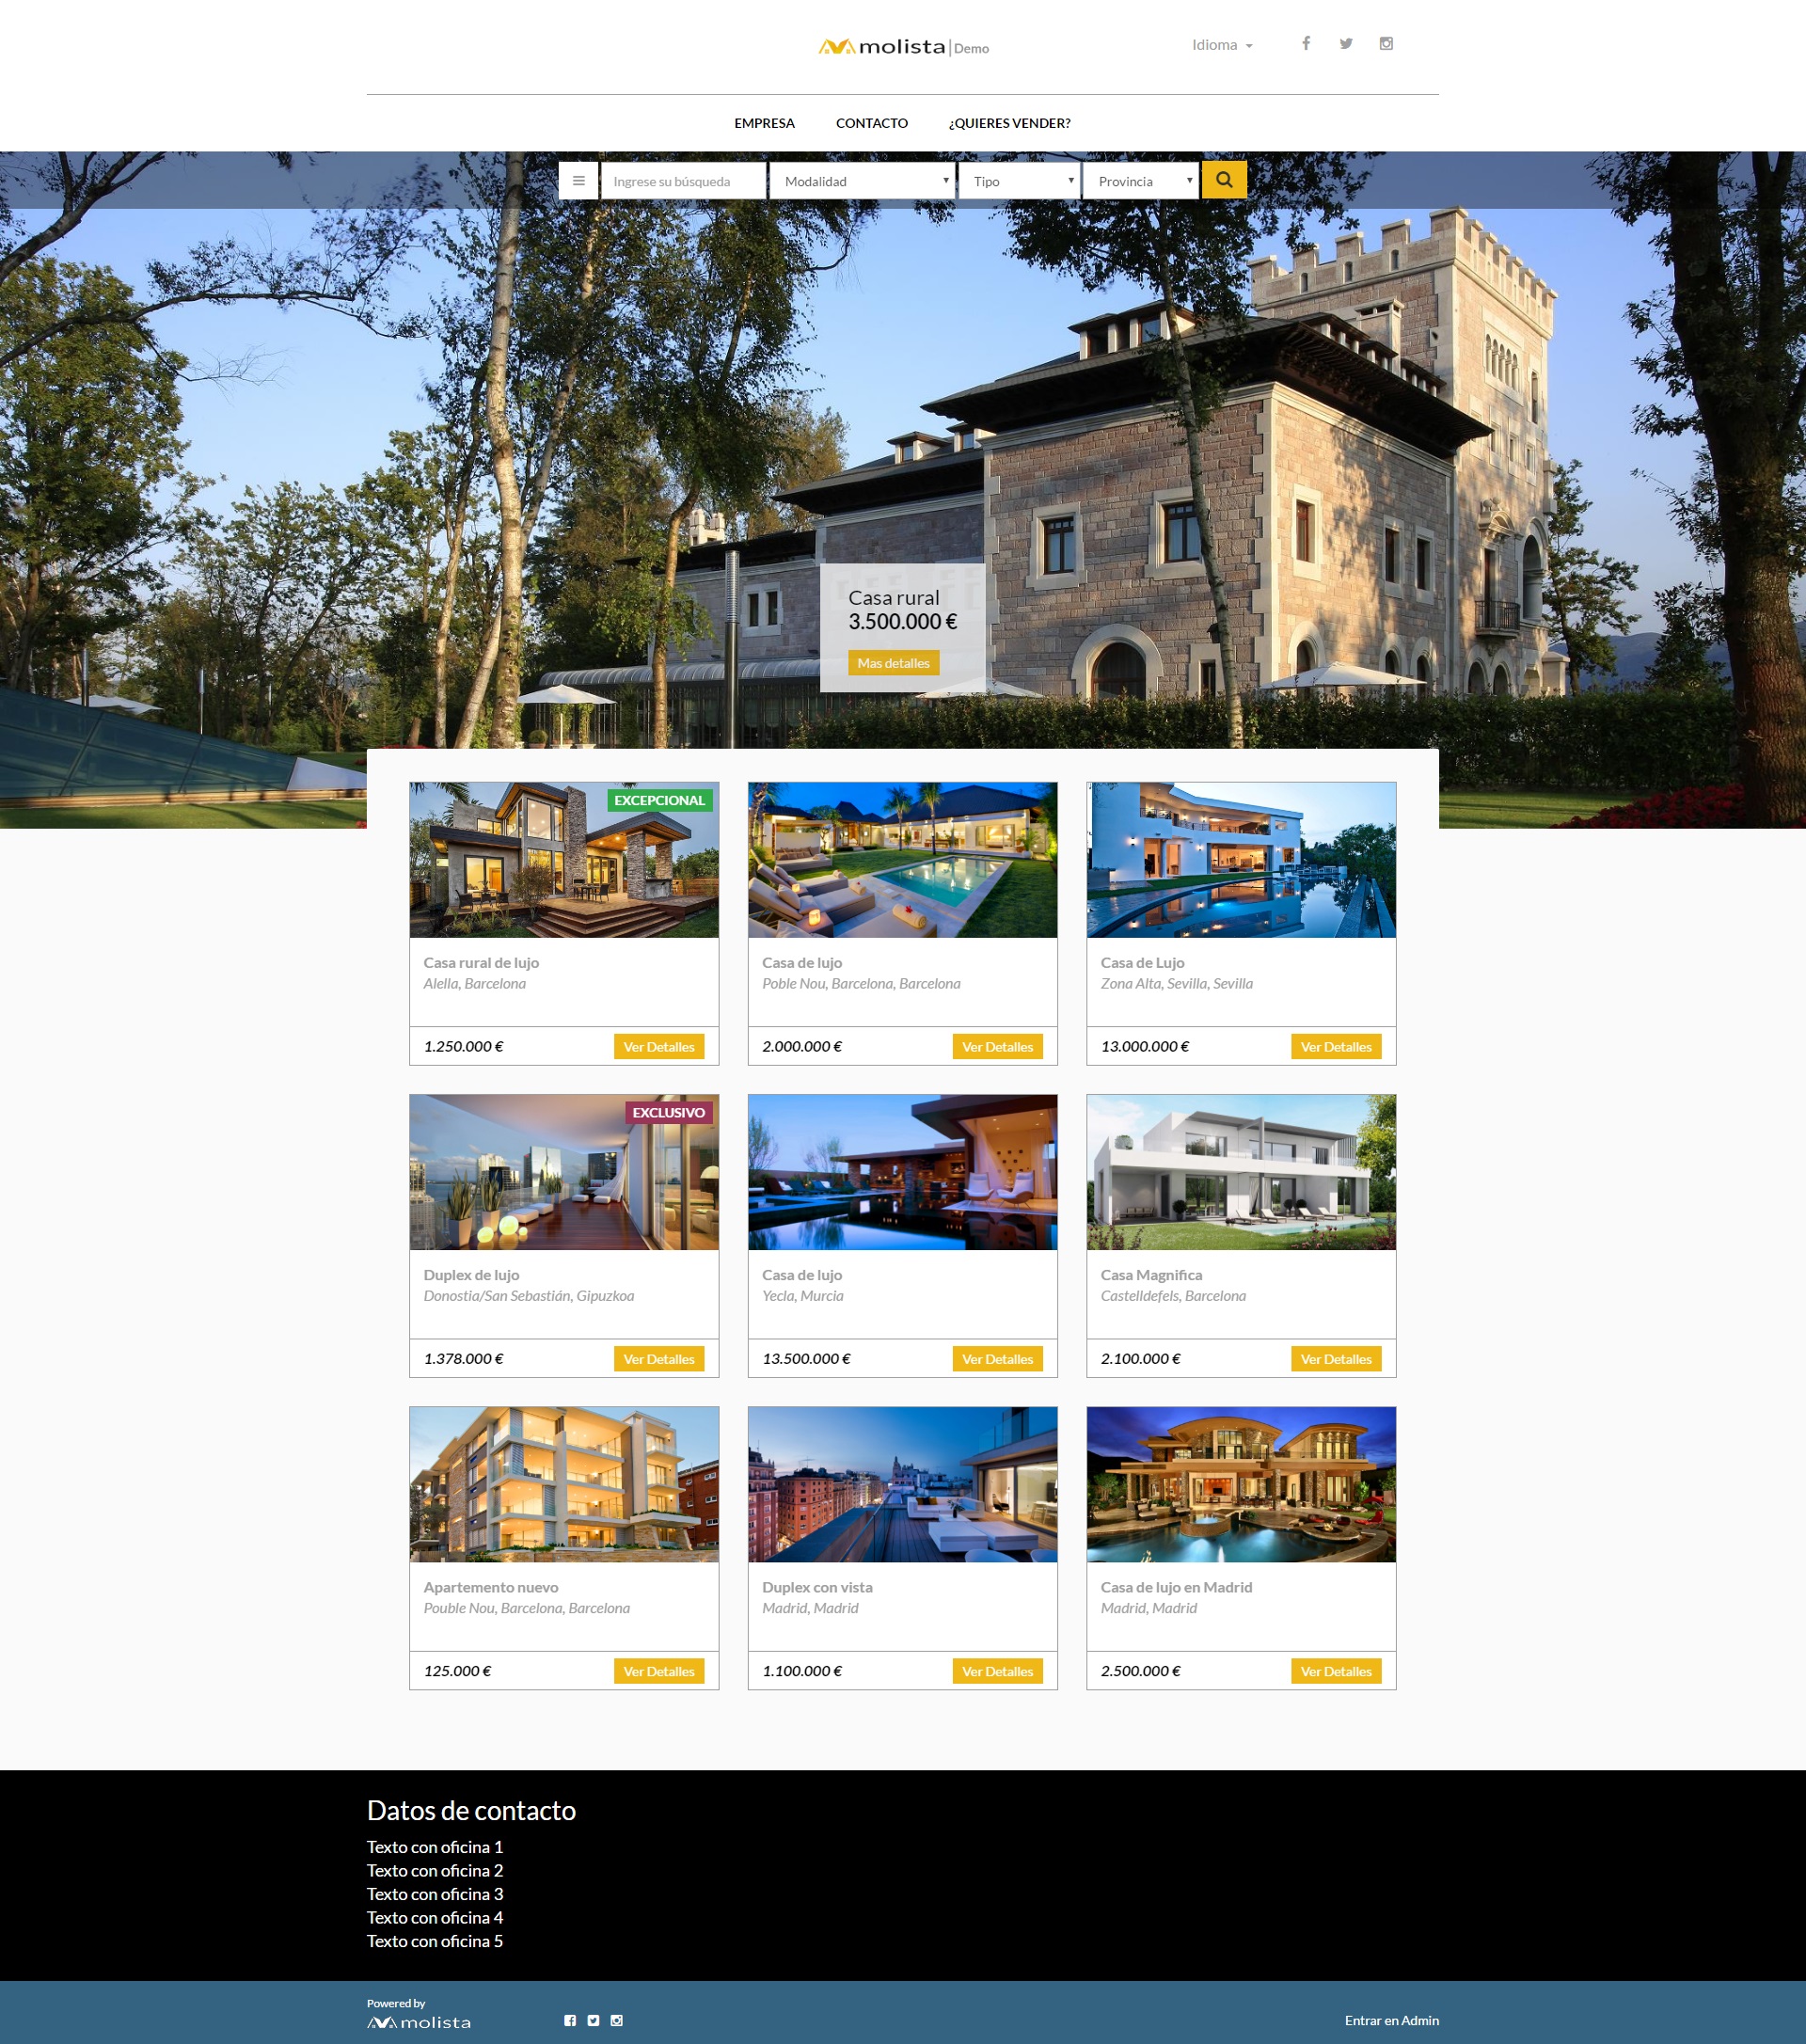 molista | Demo
Idioma
EMPRESA
CONTACTO
¿QUIERES VENDER?
Ingrese su búsqueda
Modalidad
Tipo
Provincia
Casa rural
3.500.000 €
Mas detalles
EXCEPCIONAL
Casa rural de lujo
Alella, Barcelona
1.250.000 €
Ver Detalles
Casa de lujo
Poble Nou, Barcelona, Barcelona
2.000.000 €
Ver Detalles
Casa de Lujo
Zona Alta, Sevilla, Sevilla
13.000.000 €
Ver Detalles
EXCLUSIVO
Duplex de lujo
Donostia/San Sebastián, Gipuzkoa
1.378.000 €
Ver Detalles
Casa de lujo
Yecla, Murcia
13.500.000 €
Ver Detalles
Casa Magnifica
Castelldefels, Barcelona
2.100.000 €
Ver Detalles
Apartemento nuevo
Pouble Nou, Barcelona, Barcelona
125.000 €
Ver Detalles
Duplex con vista
Madrid, Madrid
1.100.000 €
Ver Detalles
Casa de lujo en Madrid
Madrid, Madrid
2.500.000 €
Ver Detalles
Datos de contacto
Texto con oficina 1
Texto con oficina 2
Texto con oficina 3
Texto con oficina 4
Texto con oficina 5
Powered by
molista
Entrar en Admin